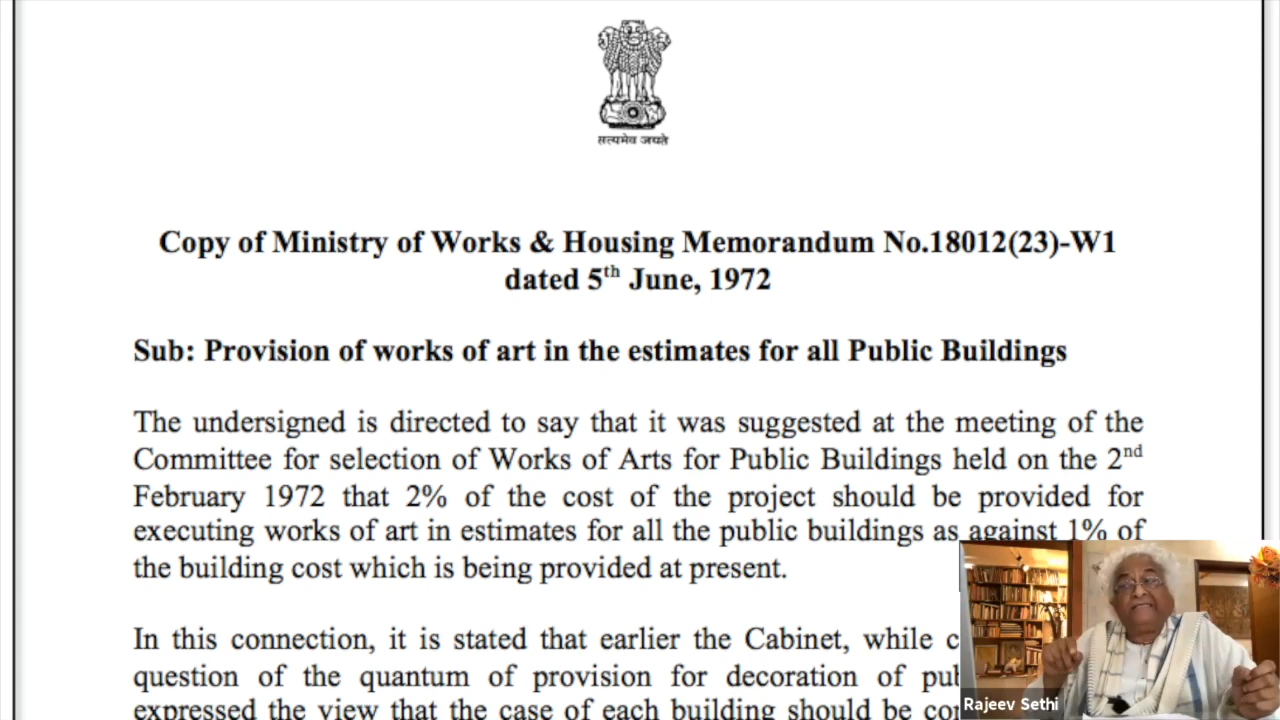 सत्यमेव जयते
Copy of Ministry of Works & Housing Memorandum No.18012(23)-W1
dated 5th June, 1972
Sub: Provision of works of art in the estimates for all Public Buildings
The undersigned is directed to say that it was suggested at the meeting of the
Committee for selection of Works of Arts for Public Buildings held on the 2nd
February 1972 that 2% of the cost of the project should be provided for
executing works of art in estimates for all the public buildings as against 1% of
the building cost which is being provided at present.
In this connection, it is stated that earlier the Cabinet, while
question of the quantum of provision for decoration of
expressed the view that the case of each building should be
Rajeev Sethi